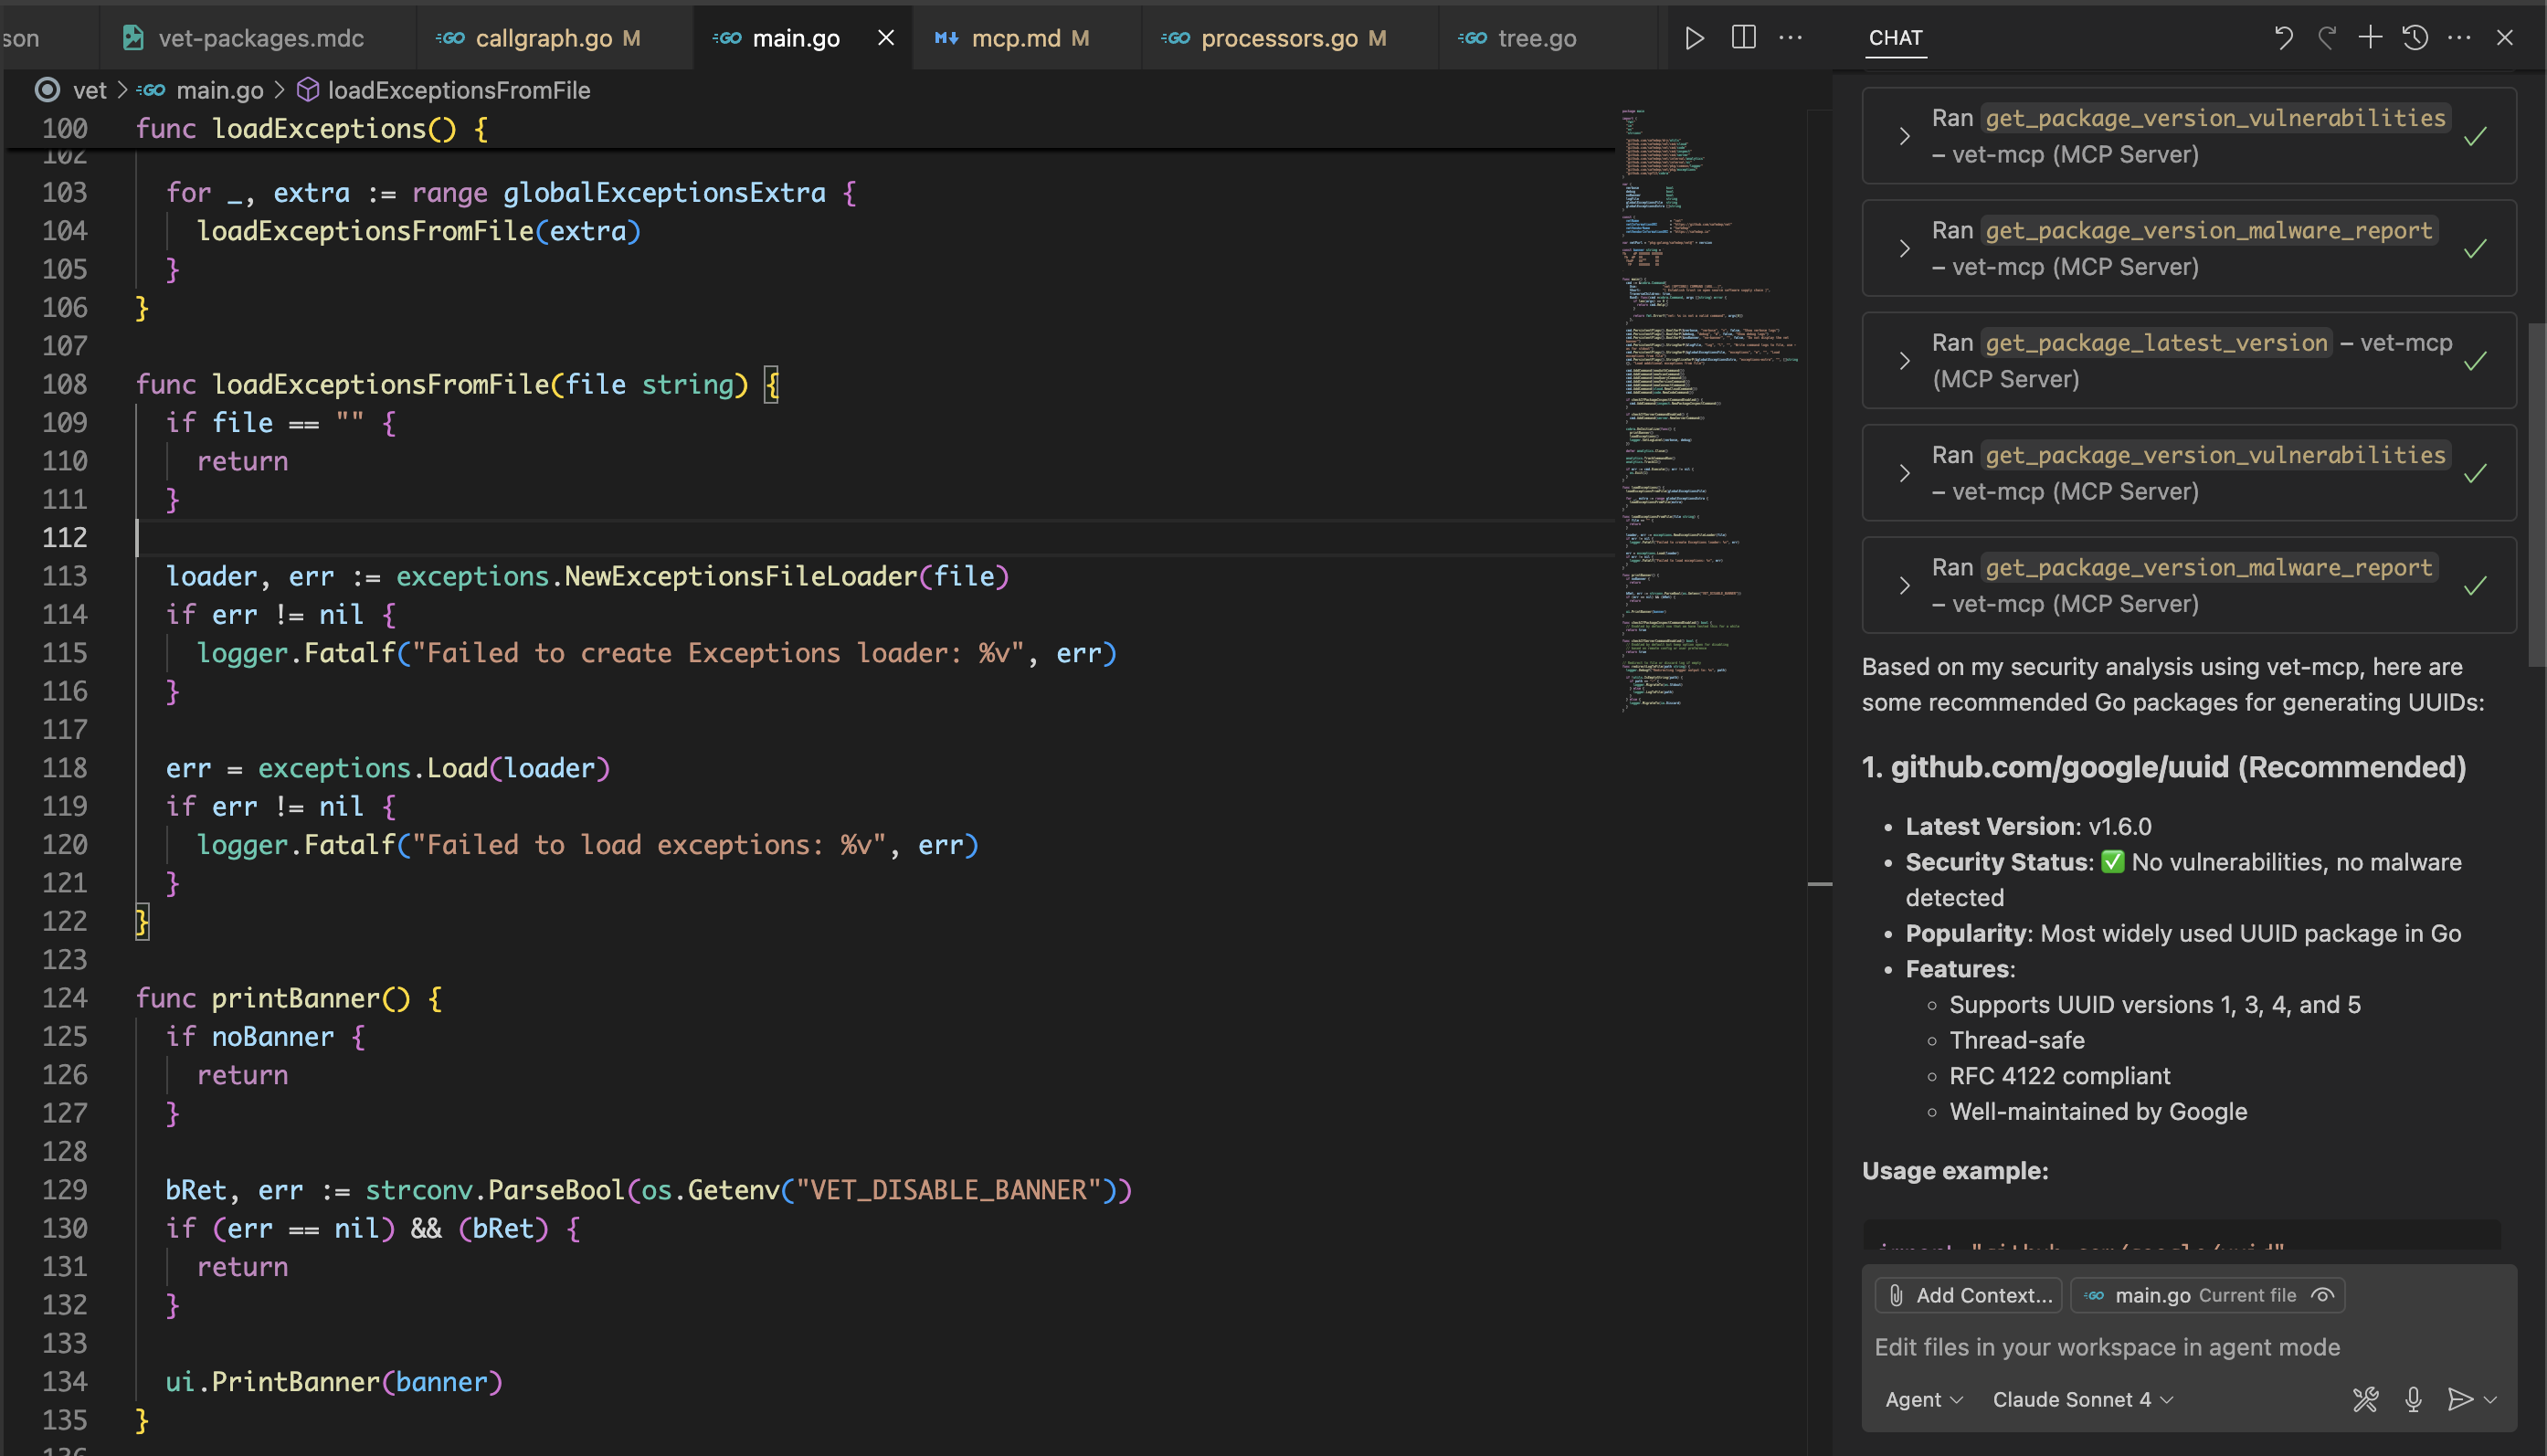 son
vet-packages.mdc
callgraph.go M
main.go
mcp.md M
processors.go M
tree.go
vet > main.go > loadExceptionsFromFile
100 func loadExceptions() {
102
103 for _, extra := range globalExceptionsExtra {
104 loadExceptionsFromFile(extra)
105 }
106 }
107
108 func loadExceptionsFromFile(file string) {
109 if file == "" {
110 return
111 }
112
113 loader, err := exceptions.NewExceptionsFileLoader(file)
114 if err != nil {
115 logger.Fatalf("Failed to create Exceptions loader: %v", err)
116 }
117
118 err = exceptions.Load(loader)
119 if err != nil {
120 logger.Fatalf("Failed to load exceptions: %v", err)
121 }
122 }
123
124 func printBanner() {
125 if noBanner {
126 return
127 }
128
129 bRet, err := strconv.ParseBool(os.Getenv("VET_DISABLE_BANNER"))
130 if (err == nil) && (bRet) {
131 return
132 }
133
134 ui.PrintBanner(banner)
135 }
136
CHAT
Ran get_package_version_vulnerabilities
– vet-mcp (MCP Server)
Ran get_package_version_malware_report
– vet-mcp (MCP Server)
Ran get_package_latest_version – vet-mcp
(MCP Server)
Ran get_package_version_vulnerabilities
– vet-mcp (MCP Server)
Ran get_package_version_malware_report
– vet-mcp (MCP Server)
Based on my security analysis using vet-mcp, here are
some recommended Go packages for generating UUIDs:
1. github.com/google/uuid (Recommended)
• Latest Version: v1.6.0
• Security Status: ✅ No vulnerabilities, no malware
detected
• Popularity: Most widely used UUID package in Go
• Features:
◦ Supports UUID versions 1, 3, 4, and 5
◦ Thread-safe
◦ RFC 4122 compliant
◦ Well-maintained by Google
Usage example:
import "github.com/google/uuid"
Add Context...
main.go Current file
Edit files in your workspace in agent mode
Agent
Claude Sonnet 4